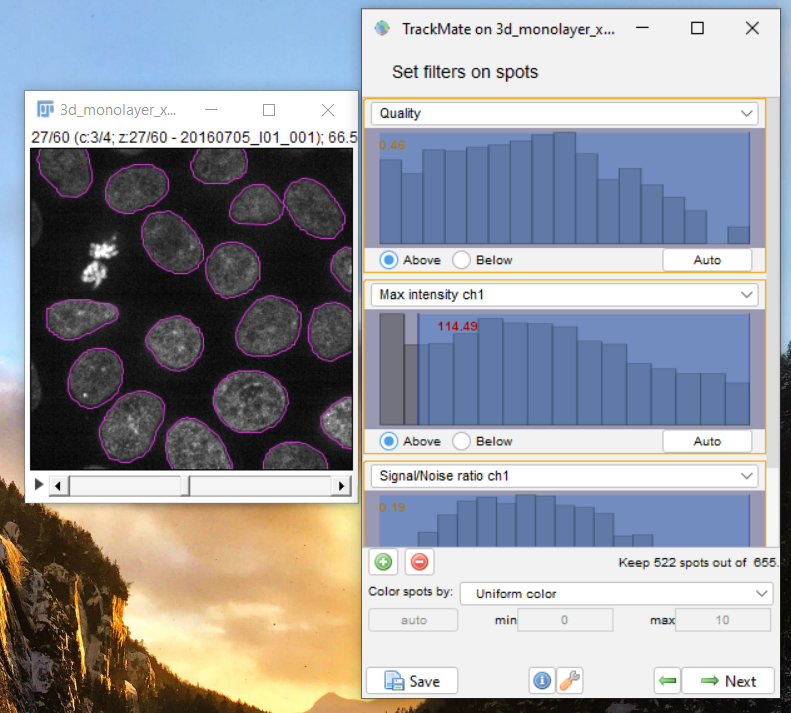 TrackMate on 3d_monolayer_x...
Set filters on spots
3d_monolayer_x...
27/60 (c:3/4; z:27/60 - 20160705_I01_001); 66.5
Quality
0.46
Above Below Auto
Max intensity ch1
114.49
Above Below Auto
Signal/Noise ratio ch1
0.19
Keep 522 spots out of 655.
Color spots by: Uniform color
auto min 0 max 10
Save Next